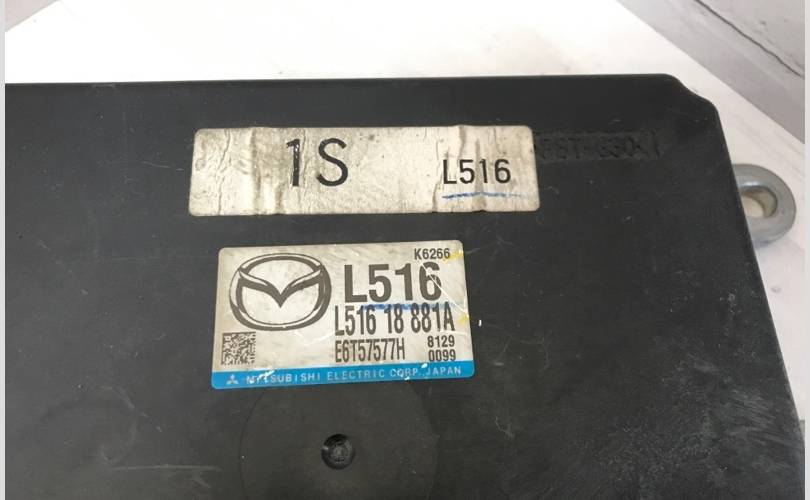 1S
L516
K6266
L516
L516 18 881A
E6T57577H
8129
0099
MITSUBISHI ELECTRIC CORP. JAPAN